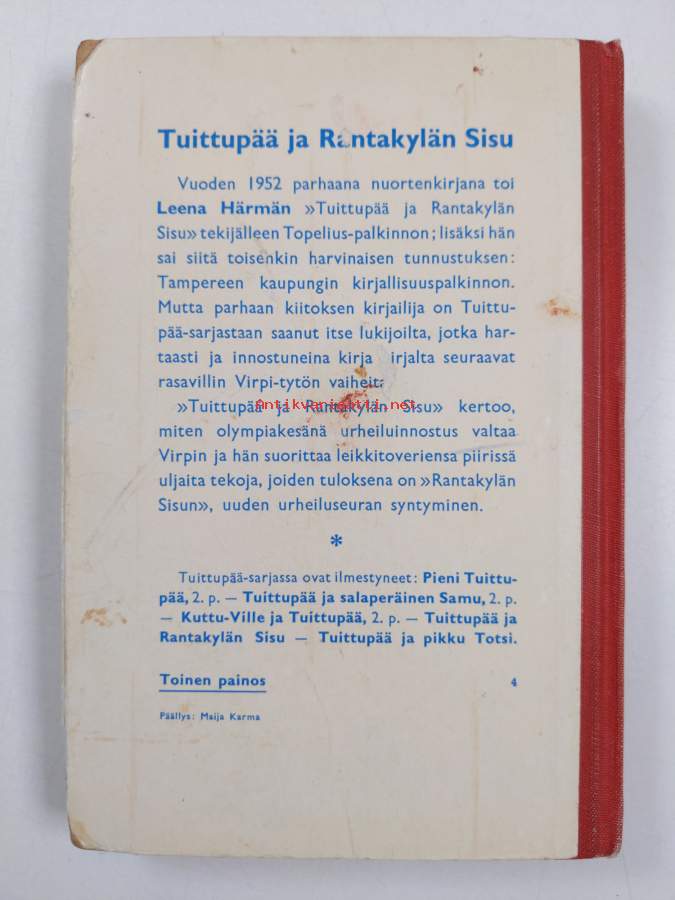 Tuittupää ja Rantakylän Sisu
Vuoden 1952 parhaana nuortenkirjana toi
Leena Härmän »Tuittupää ja Rantakylän
Sisu» tekijälleen Topelius-palkinnon; lisäksi hän
sai siitä toisenkin harvinaisen tunnustuksen:
Tampereen kaupungin kirjallisuuspalkinnon.
Mutta parhaan kiitoksen kirjailija on Tuittu-
pää-sarjastaan saanut itse lukijoilta, jotka har-
taasti ja innostuneina kirja irjalta seuraavat
rasavillin Virpi-tytön vaiheita.
Antikvariaatti.net
»Tuittupää ja Rantakylän Sisu» kertoo,
miten olympiakesänä urheiluinnostus valtaa
Virpin ja hän suorittaa leikkitoveriensa piirissä
uljaita tekoja, joiden tuloksena on »Rantakylän
Sisun», uuden urheiluseuran syntyminen.
*
Tuittupää-sarjassa ovat ilmestyneet: Pieni Tuittu-
pää, 2. p. — Tuittupää ja salaperäinen Samu, 2. p.
— Kuttu-Ville ja Tuittupää, 2. p. — Tuittupää ja
Rantakylän Sisu — Tuittupää ja pikku Totsi.
Toinen painos 4
Päällys: Maija Karma